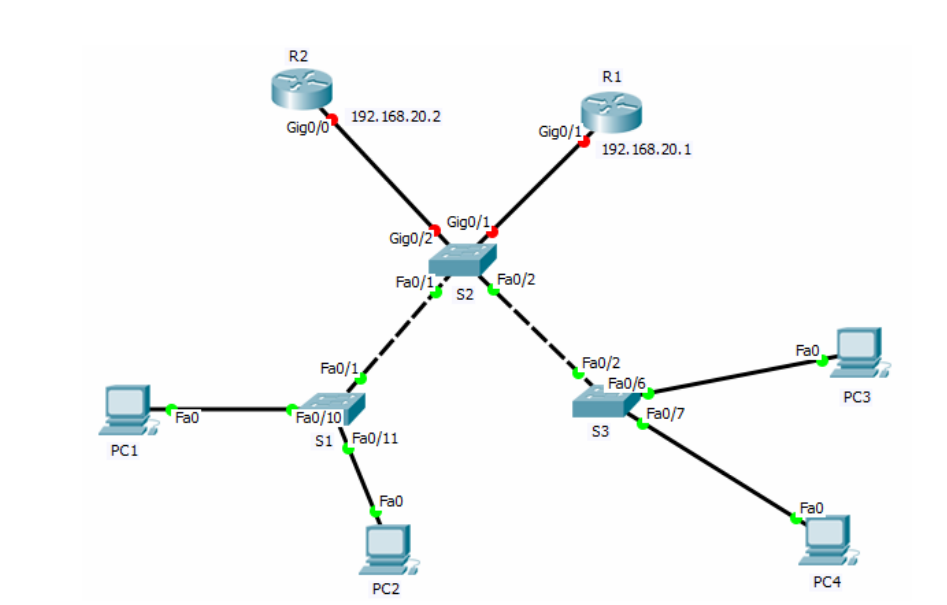 R2
R1
192.168.20.2
Gig0/0
Gig0/1
192.168.20.1
Gig0/1
Gig0/2
Fa0/1
Fa0/2
S2
Fa0/1
Fa0/2
Fa0
Fa0/6
PC3
Fa0
Fa0/10
Fa0/7
S1
Fa0/11
S3
PC1
Fa0
Fa0
PC2
PC4